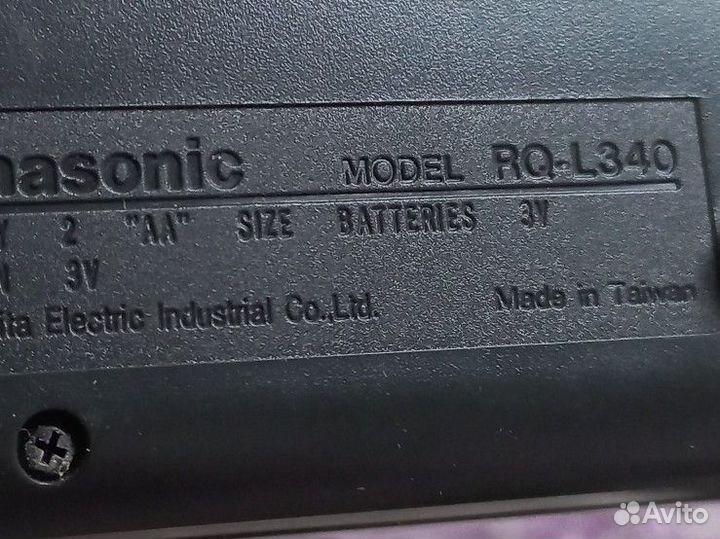 nasonic MODEL RQ-L340
Y 2 "AA" SIZE BATTERIES 3V
N 3V
ita Electric Industrial Co.,Ltd. Made in Taiwan
Avito